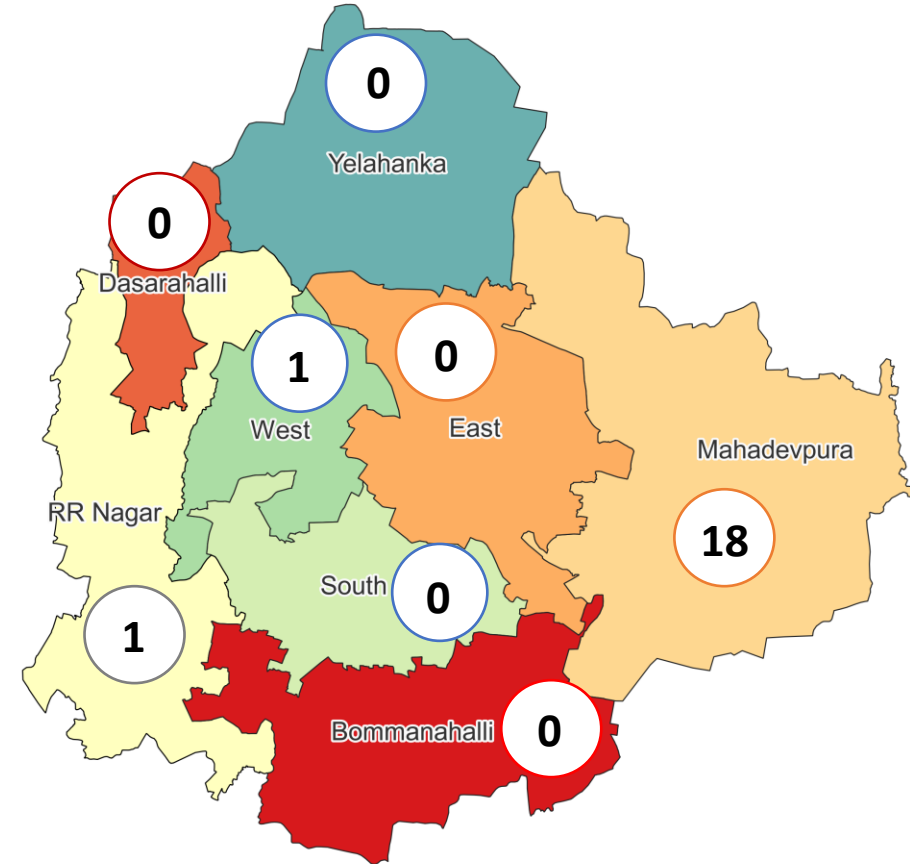 0
Yelahanka
0
Dasarahalli
1
West
0
East
Mahadevpura
18
RR Nagar
1
South
0
Bommanahalli
0